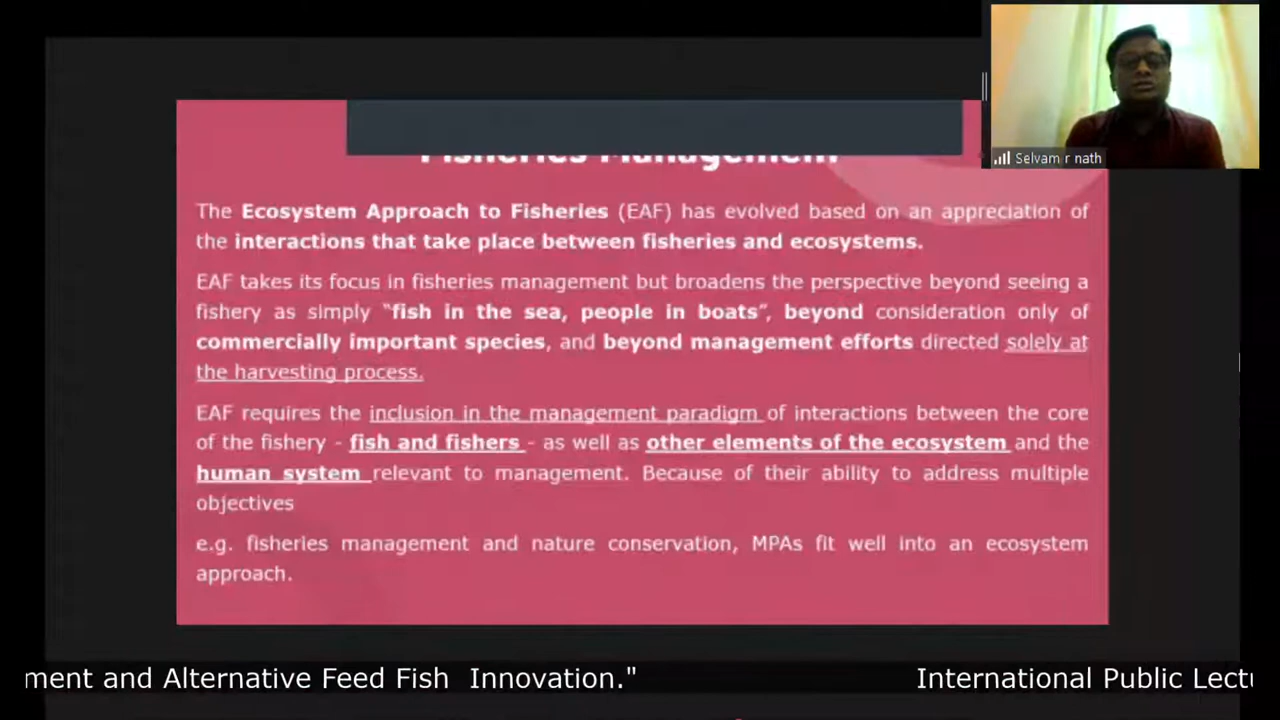 Selvam r nath
Fisheries Management
The Ecosystem Approach to Fisheries (EAF) has evolved based on an appreciation of
the interactions that take place between fisheries and ecosystems.
EAF takes its focus in fisheries management but broadens the perspective beyond seeing a
fishery as simply “fish in the sea, people in boats”, beyond consideration only of
commercially important species, and beyond management efforts directed solely at
the harvesting process.
EAF requires the inclusion in the management paradigm of interactions between the core
of the fishery - fish and fishers - as well as other elements of the ecosystem and the
human system relevant to management. Because of their ability to address multiple
objectives
e.g. fisheries management and nature conservation, MPAs fit well into an ecosystem
approach.
ment and Alternative Feed Fish Innovation." International Public Lectu